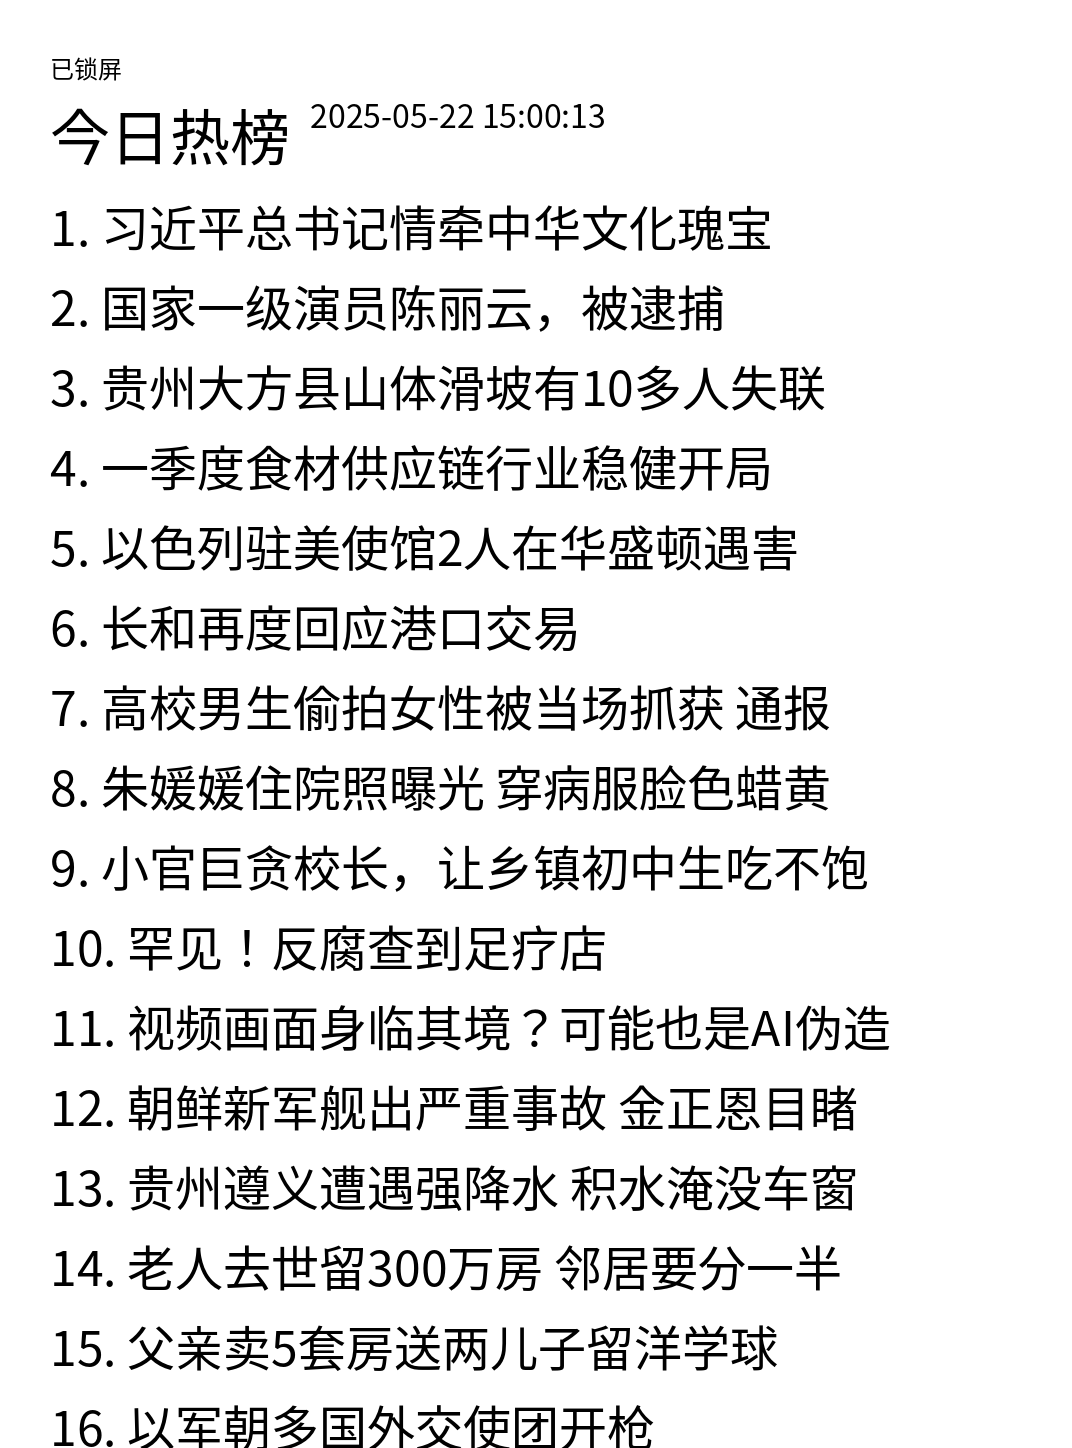 已锁屏
今日热榜 2025-05-22 15:00:13
1. 习近平总书记情牵中华文化瑰宝
2. 国家一级演员陈丽云，被逮捕
3. 贵州大方县山体滑坡有10多人失联
4. 一季度食材供应链行业稳健开局
5. 以色列驻美使馆2人在华盛顿遇害
6. 长和再度回应港口交易
7. 高校男生偷拍女性被当场抓获 通报
8. 朱媛媛住院照曝光 穿病服脸色蜡黄
9. 小官巨贪校长，让乡镇初中生吃不饱
10. 罕见！反腐查到足疗店
11. 视频画面身临其境？可能也是AI伪造
12. 朝鲜新军舰出严重事故 金正恩目睹
13. 贵州遵义遭遇强降水 积水淹没车窗
14. 老人去世留300万房 邻居要分一半
15. 父亲卖5套房送两儿子留洋学球
16. 以军朝多国外交使团开枪